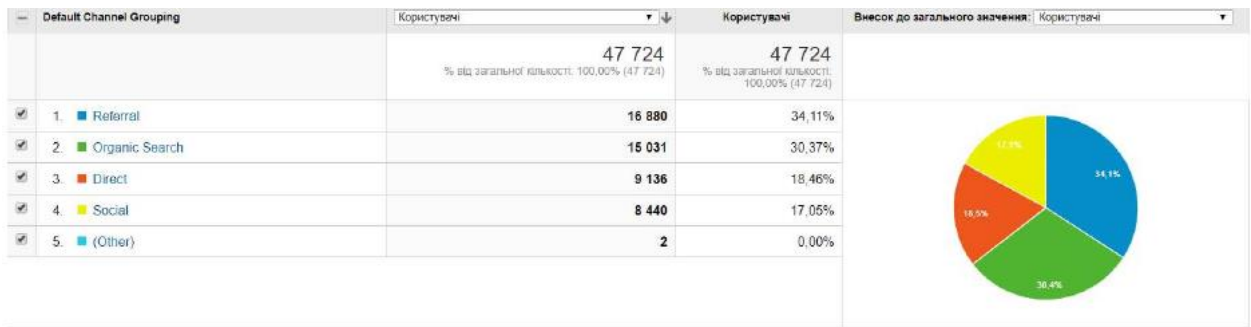 Default Channel Grouping
Користувачі
Користувачі
Внесок до загального значення: Користувачі
47 724
% від загальної кількості: 100,00% (47 724)
47 724
% від загальної кількості:
100,00% (47 724)
1. Referral 16 880 34,11%
2. Organic Search 15 031 30,37%
3. Direct 9 136 18,46%
4. Social 8 440 17,05%
5. (Other) 2 0,00%
34,1%
18,5%
30,4%